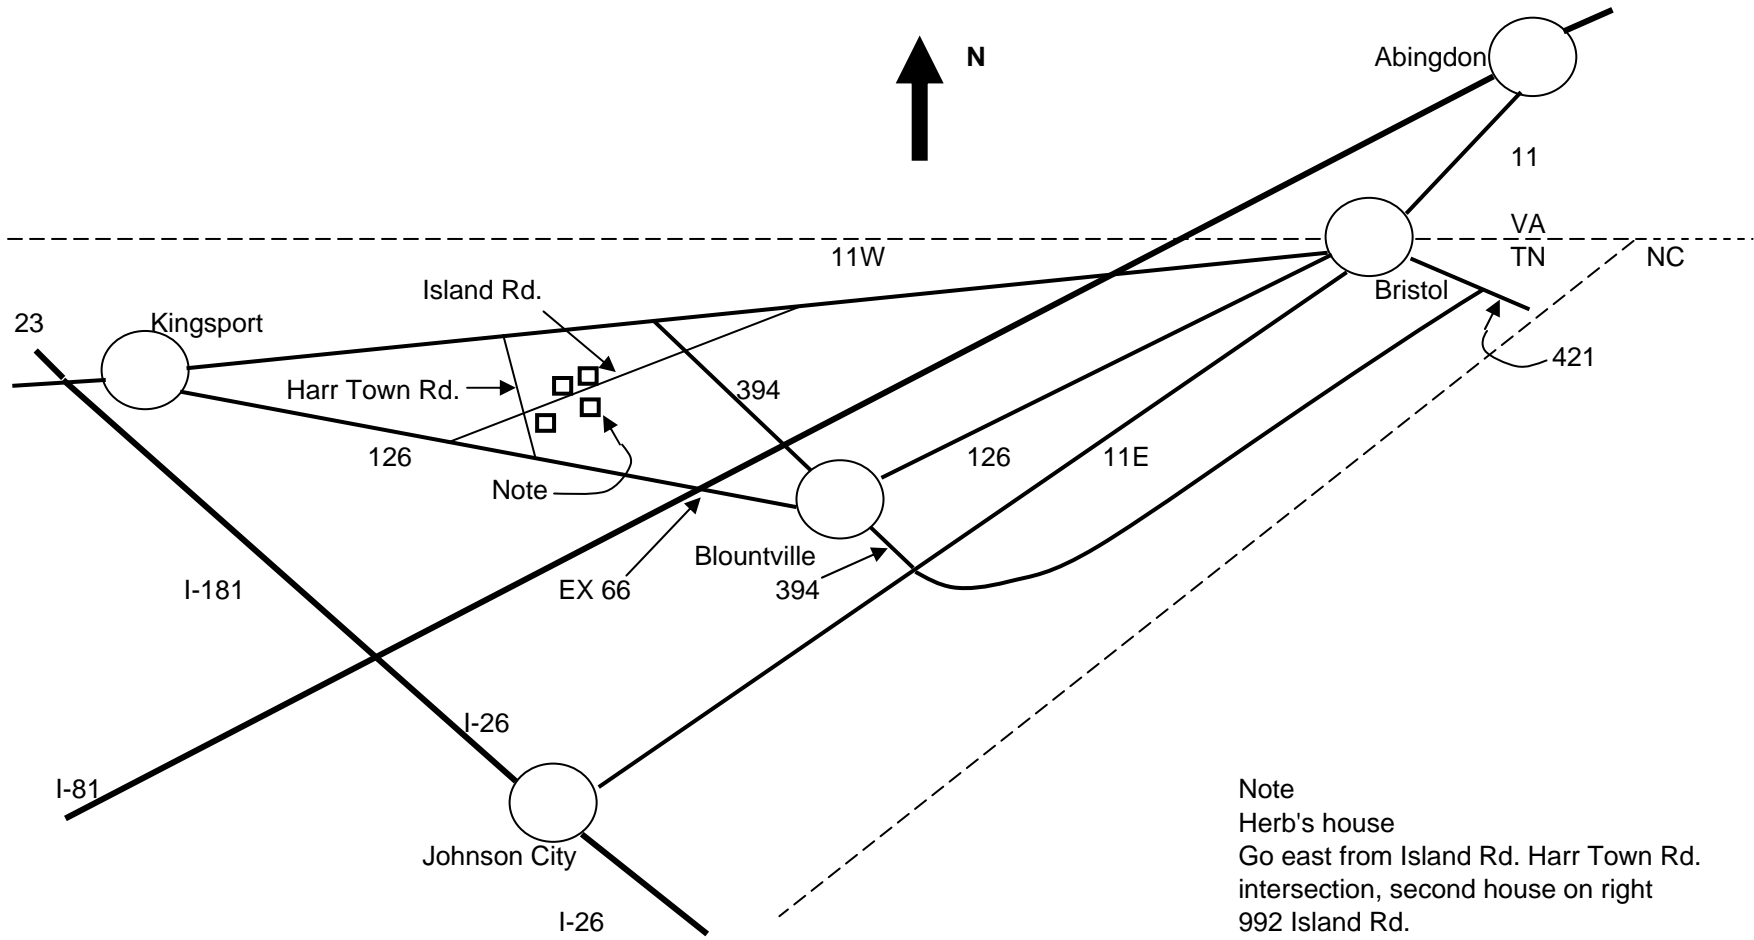 N
Abingdon
11
VA
11W
TN
NC
Island Rd.
Bristol
23
Kingsport
421
Harr Town Rd.
394
126
126
11E
Note
Blountville
I-181
EX 66
394
I-26
I-81
Note
Herb's house
Johnson City
Go east from Island Rd. Harr Town Rd.
intersection, second house on right
I-26
992 Island Rd.